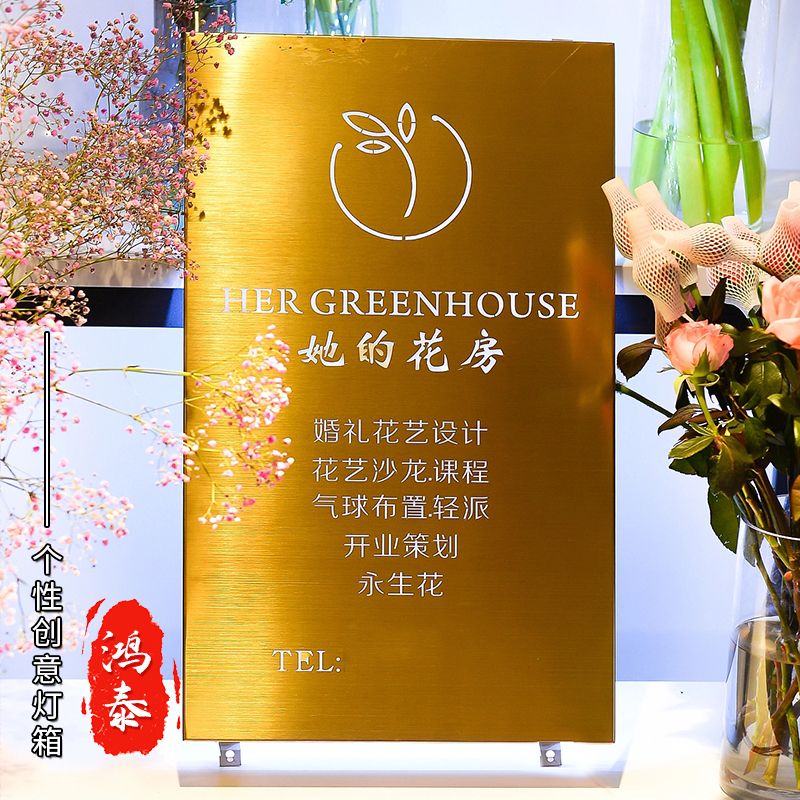 HER GREENHOUSE
她的花房
婚礼花艺设计
花艺沙龙.课程
气球布置.轻派
开业策划
永生花
TEL:
个性创意灯箱
鸿泰